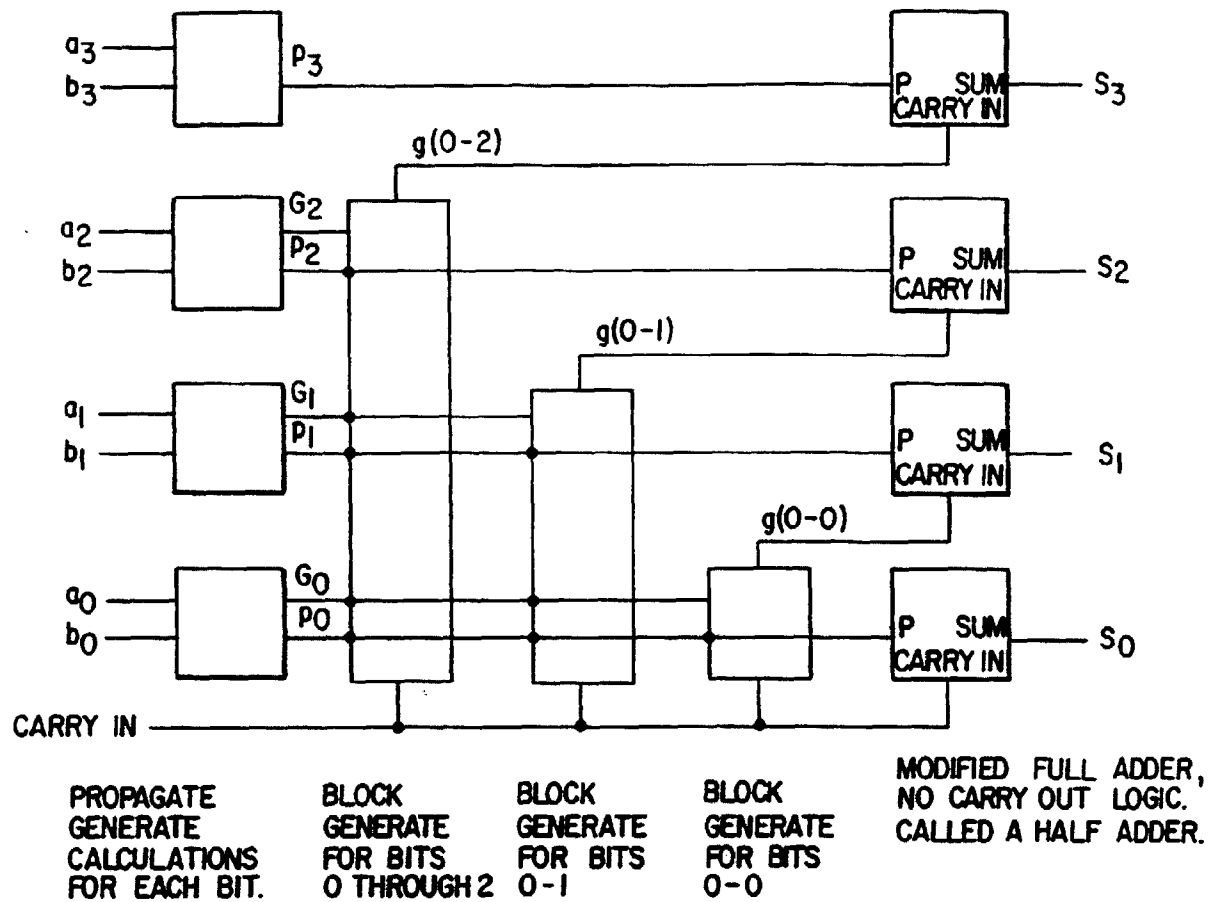 a3
b3
P3
P SUM
CARRY IN
S3
g(0-2)
a2
b2
G2
P2
P SUM
CARRY IN
S2
g(0-1)
a1
b1
G1
P1
P SUM
CARRY IN
S1
g(0-0)
a0
b0
G0
P0
P SUM
CARRY IN
S0
CARRY IN
PROPAGATE
GENERATE
CALCULATIONS
FOR EACH BIT.
BLOCK
GENERATE
FOR BITS
0 THROUGH 2
BLOCK
GENERATE
FOR BITS
0-1
BLOCK
GENERATE
FOR BITS
0-0
MODIFIED FULL ADDER,
NO CARRY OUT LOGIC.
CALLED A HALF ADDER.